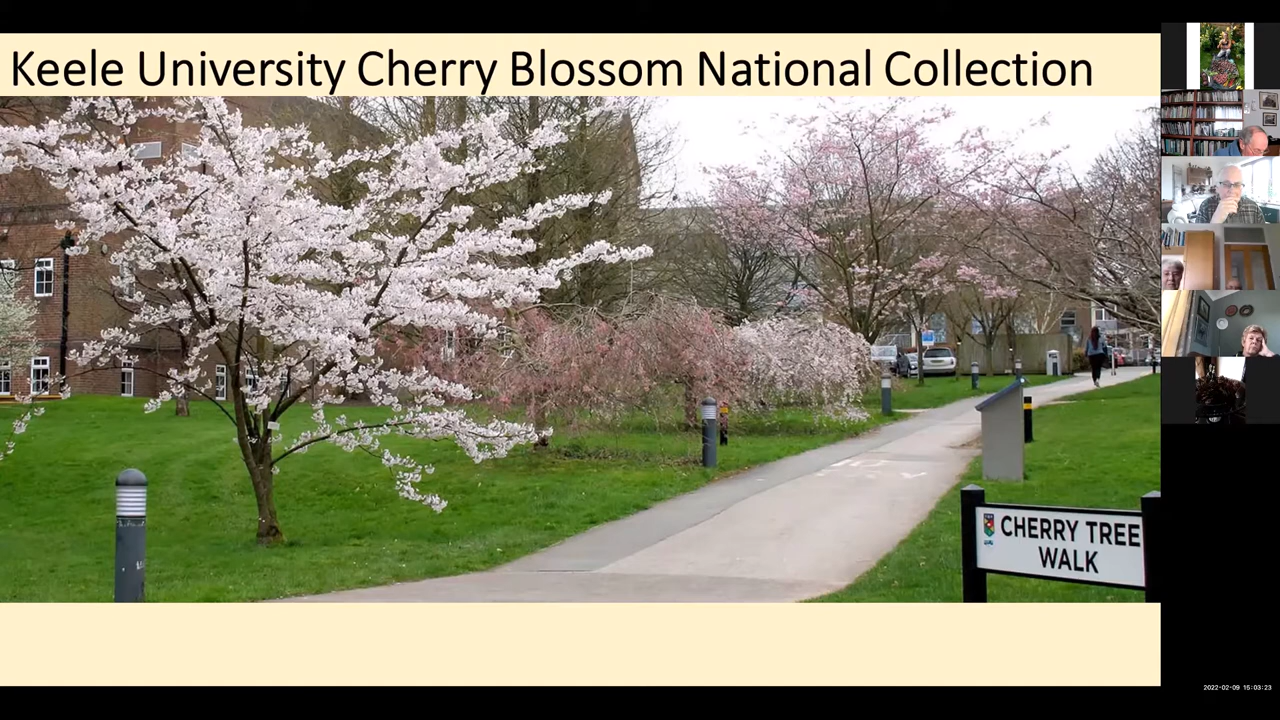 Keele University Cherry Blossom National Collection
CHERRY TREE
WALK
2022-02-09 15:03:23